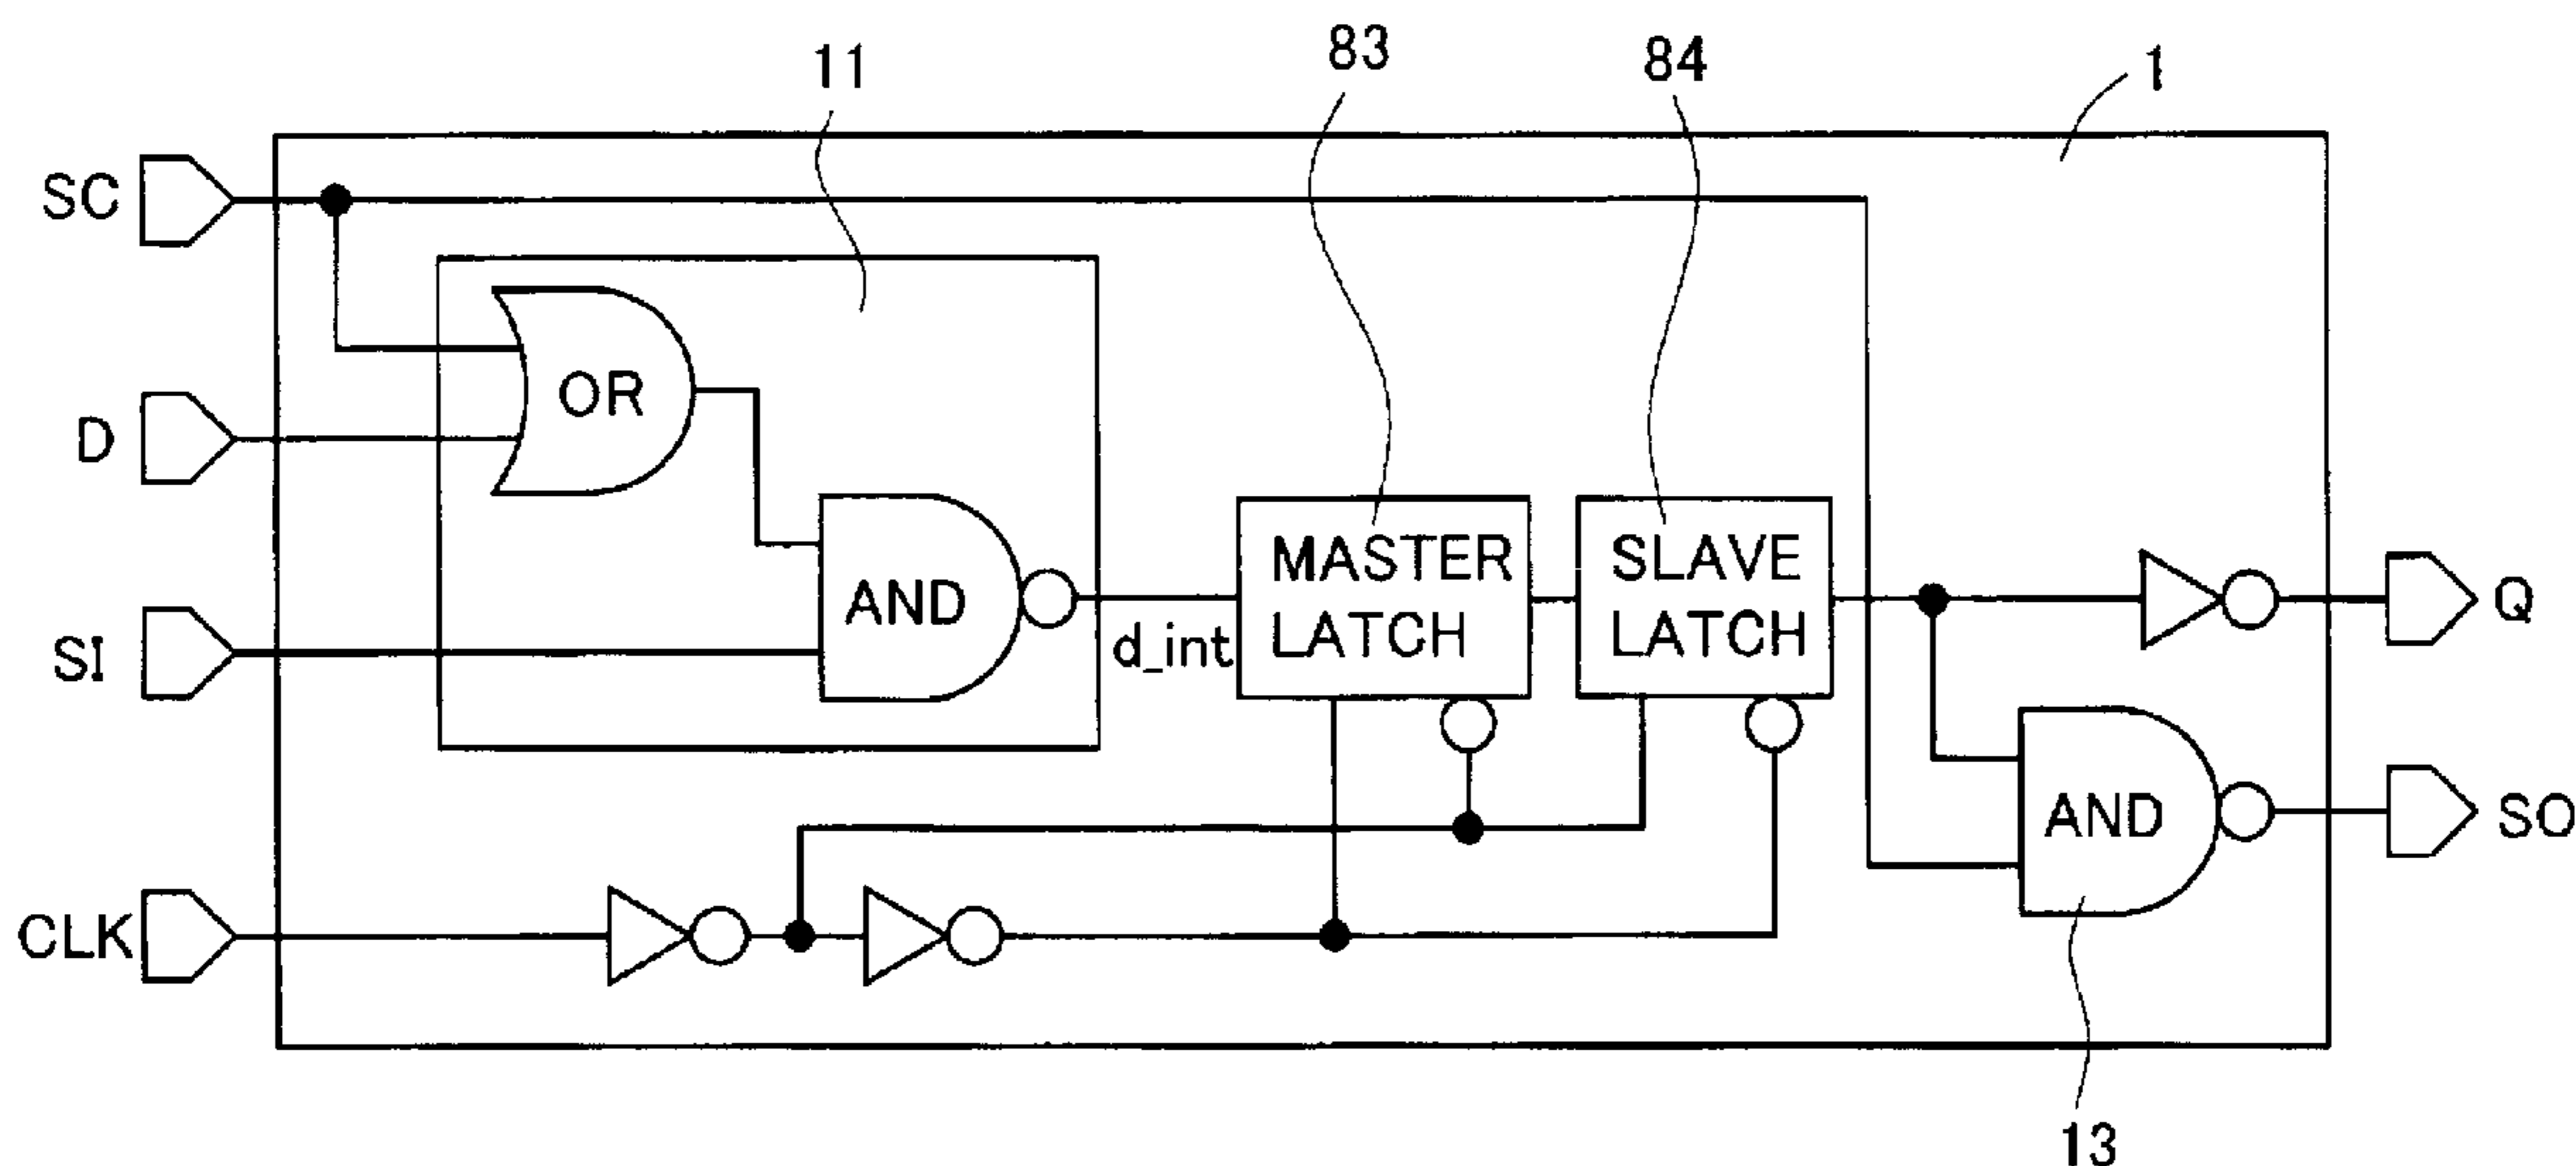 11
83
84
1
SC
D
SI
CLK
OR
AND
d_int
MASTER
LATCH
SLAVE
LATCH
AND
Q
SO
13